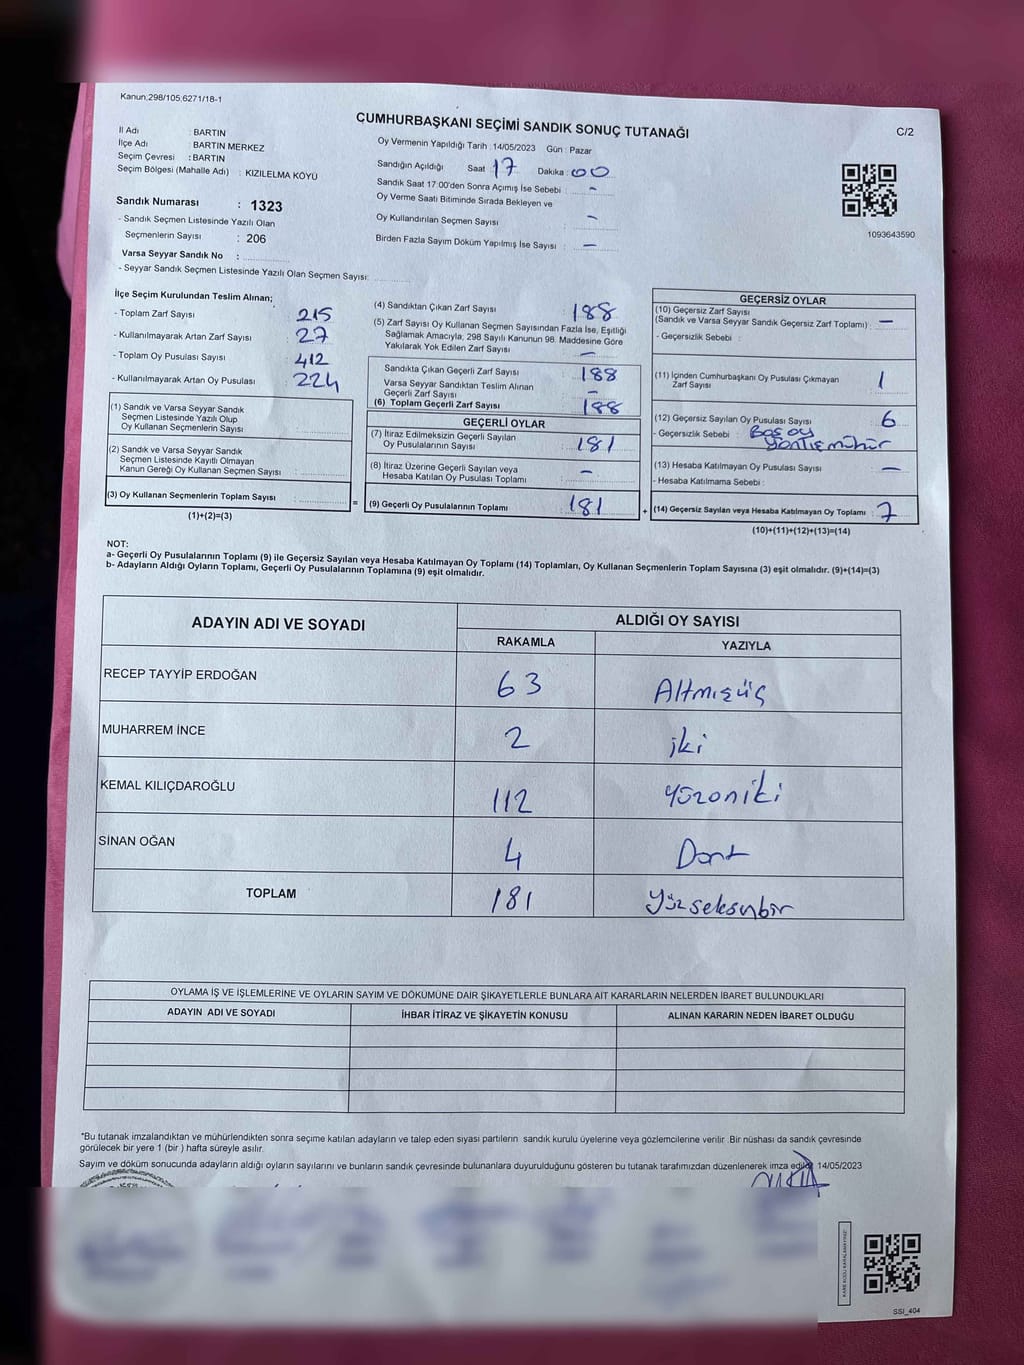 Kanun;298/105;6271/18-1
CUMHURBAŞKANI SEÇİMİ SANDIK SONUÇ TUTANAĞI
C/2
İl Adı : BARTIN
İlçe Adı : BARTIN MERKEZ
Seçim Çevresi : BARTIN
Seçim Bölgesi (Mahalle Adı) : KIZILELMA KÖYÜ
Sandık Numarası : 1323
- Sandık Seçmen Listesinde Yazılı Olan
Seçmenlerin Sayısı : 206
Varsa Seyyar Sandık No :
- Seyyar Sandık Seçmen Listesinde Yazılı Olan Seçmen Sayısı:
Oy Vermenin Yapıldığı Tarih : 14/05/2023 Gün : Pazar
Sandığın Açıldığı Saat 17 Dakika : 00
Sandık Saat 17:00'den Sonra Açımış İse Sebebi : -
Oy Verme Saati Bitiminde Sırada Bekleyen ve
Oy Kullandırılan Seçmen Sayısı : -
Birden Fazla Sayım Döküm Yapılmış İse Sayısı : -
1093643590
İlçe Seçim Kurulundan Teslim Alınan;
- Toplam Zarf Sayısı : 215
- Kullanılmayarak Artan Zarf Sayısı : 27
- Toplam Oy Pusulası Sayısı : 412
- Kullanılmayarak Artan Oy Pusulası : 224
(1) Sandık ve Varsa Seyyar Sandık
Seçmen Listesinde Yazılı Olup
Oy Kullanan Seçmenlerin Sayısı :
(2) Sandık ve Varsa Seyyar Sandık
Seçmen Listesinde Kayıtlı Olmayan
Kanun Gereği Oy Kullanan Seçmen Sayısı :
(3) Oy Kullanan Seçmenlerin Toplam Sayısı :
(1)+(2)=(3)
=
(4) Sandıktan Çıkan Zarf Sayısı : 188
(5) Zarf Sayısı Oy Kullanan Seçmen Sayısından Fazla İse, Eşitliği
Sağlamak Amacıyla, 298 Sayılı Kanunun 98. Maddesine Göre
Yakılarak Yok Edilen Zarf Sayısı : -
Sandıkta Çıkan Geçerli Zarf Sayısı : 188
Varsa Seyyar Sandıktan Teslim Alınan
Geçerli Zarf Sayısı : -
(6) Toplam Geçerli Zarf Sayısı : 188
GEÇERLİ OYLAR
(7) İtiraz Edilmeksizin Geçerli Sayılan
Oy Pusulalarının Sayısı : 181
(8) İtiraz Üzerine Geçerli Sayılan veya
Hesaba Katılan Oy Pusulası Toplamı : -
(9) Geçerli Oy Pusulalarının Toplamı : 181
+
GEÇERSİZ OYLAR
(10) Geçersiz Zarf Sayısı
(Sandık ve Varsa Seyyar Sandık Geçersiz Zarf Toplamı) : -
- Geçersizlik Sebebi :
(11) İçinden Cumhurbaşkanı Oy Pusulası Çıkmayan
Zarf Sayısı : 1
(12) Geçersiz Sayılan Oy Pusulası Sayısı : 6
- Geçersizlik Sebebi : Boş oy
yanlış mühür
(13) Hesaba Katılmayan Oy Pusulası Sayısı : -
- Hesaba Katılmama Sebebi :
(14) Geçersiz Sayılan veya Hesaba Katılmayan Oy Toplamı : 7
(10)+(11)+(12)+(13)=(14)
NOT:
a- Geçerli Oy Pusulalarının Toplamı (9) ile Geçersiz Sayılan veya Hesaba Katılmayan Oy Toplamı (14) Toplamları, Oy Kullanan Seçmenlerin Toplam Sayısına (3) eşit olmalıdır. (9)+(14)=(3)
b- Adayların Aldığı Oyların Toplamı, Geçerli Oy Pusulalarının Toplamına (9) eşit olmalıdır.
ADAYIN ADI VE SOYADI
ALDIĞI OY SAYISI
RAKAMLA YAZIYLA
RECEP TAYYİP ERDOĞAN 63 Altmışüç
MUHARREM İNCE 2 iki
KEMAL KILIÇDAROĞLU 112 yüzoniki
SİNAN OĞAN 4 Dört
TOPLAM 181 Yüzseksenbir
OYLAMA İŞ VE İŞLEMLERİNE VE OYLARIN SAYIM VE DÖKÜMÜNE DAİR ŞİKAYETLERLE BUNLARA AİT KARARLARIN NELERDEN İBARET BULUNDUKLARI
ADAYIN ADI VE SOYADI İHBAR İTİRAZ VE ŞİKAYETİN KONUSU ALINAN KARARIN NEDEN İBARET OLDUĞU
*Bu tutanak imzalandıktan ve mühürlendikten sonra seçime katılan adayların ve talep eden siyasi partilerin sandık kurulu üyelerine veya gözlemcilerine verilir .Bir nüshası da sandık çevresinde
görülecek bir yere 1 (bir ) hafta süreyle asılır.
Sayım ve döküm sonucunda adayların aldığı oyların sayılarını ve bunların sandık çevresinde bulunanlara duyurulduğunu gösteren bu tutanak tarafımızdan düzenlenerek imza edildi. 14/05/2023
KARE KODU KARALAMAYINIZ!
SSI_404